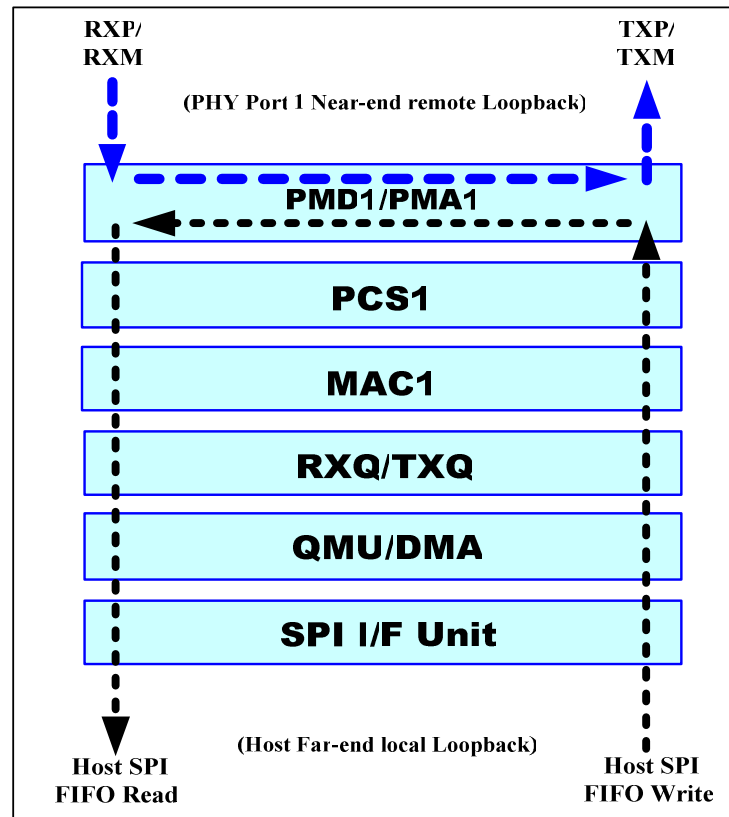 RXP/
RXM
TXP/
TXM
(PHY Port 1 Near-end remote Loopback)
PMD1/PMA1
PCS1
MAC1
RXQ/TXQ
QMU/DMA
SPI I/F Unit
(Host Far-end local Loopback)
Host SPI
FIFO Read
Host SPI
FIFO Write